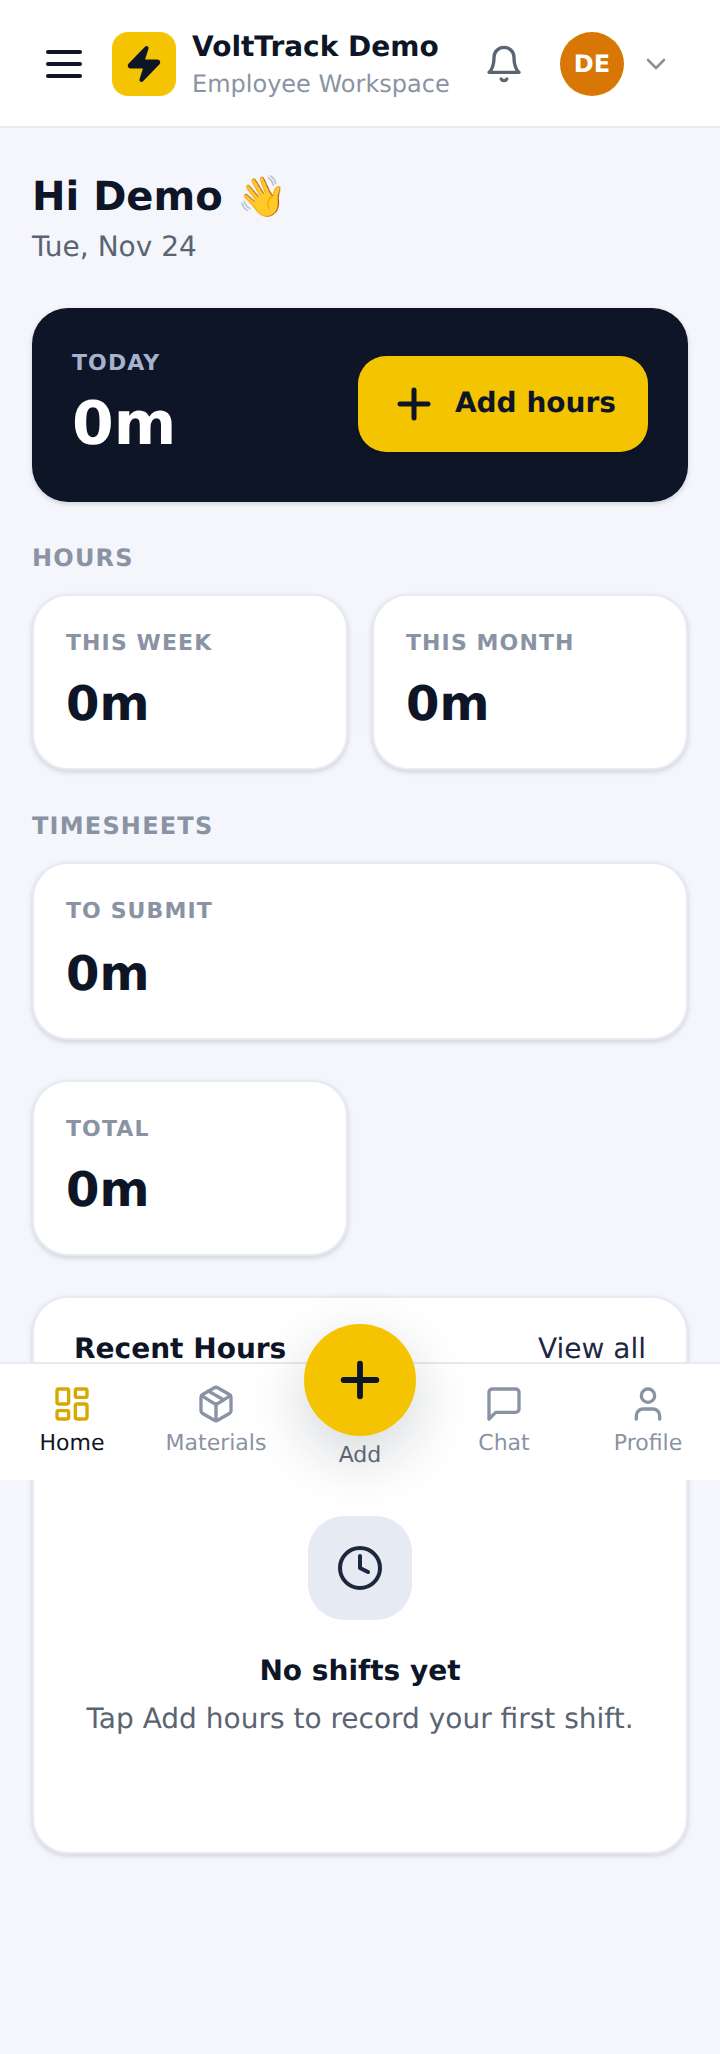 VoltTrack Demo
Employee Workspace
DE
Hi Demo 👋
Tue, Nov 24
TODAY
0m
Add hours
HOURS
THIS WEEK
0m
THIS MONTH
0m
TIMESHEETS
TO SUBMIT
0m
TOTAL
0m
Recent Hours
View all
Home
Materials
Add
Chat
Profile
No shifts yet
Tap Add hours to record your first shift.